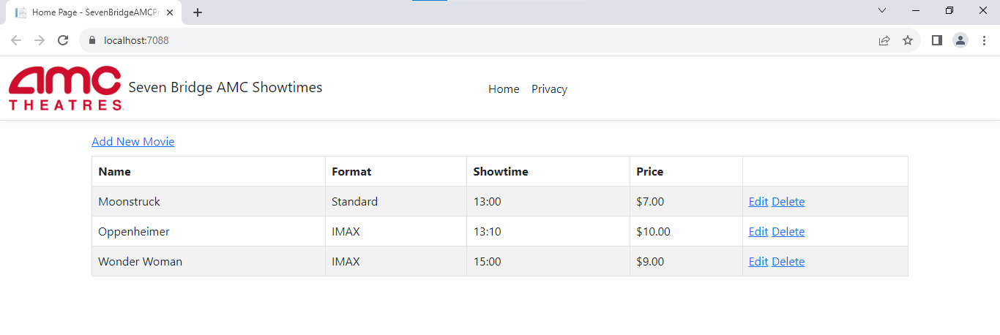 Home Page - SevenBridgeAMCPr
localhost:7088
amc
THEATRES.
Seven Bridge AMC Showtimes
Home Privacy
Add New Movie
Name Format Showtime Price
Moonstruck Standard 13:00 $7.00 Edit Delete
Oppenheimer IMAX 13:10 $10.00 Edit Delete
Wonder Woman IMAX 15:00 $9.00 Edit Delete